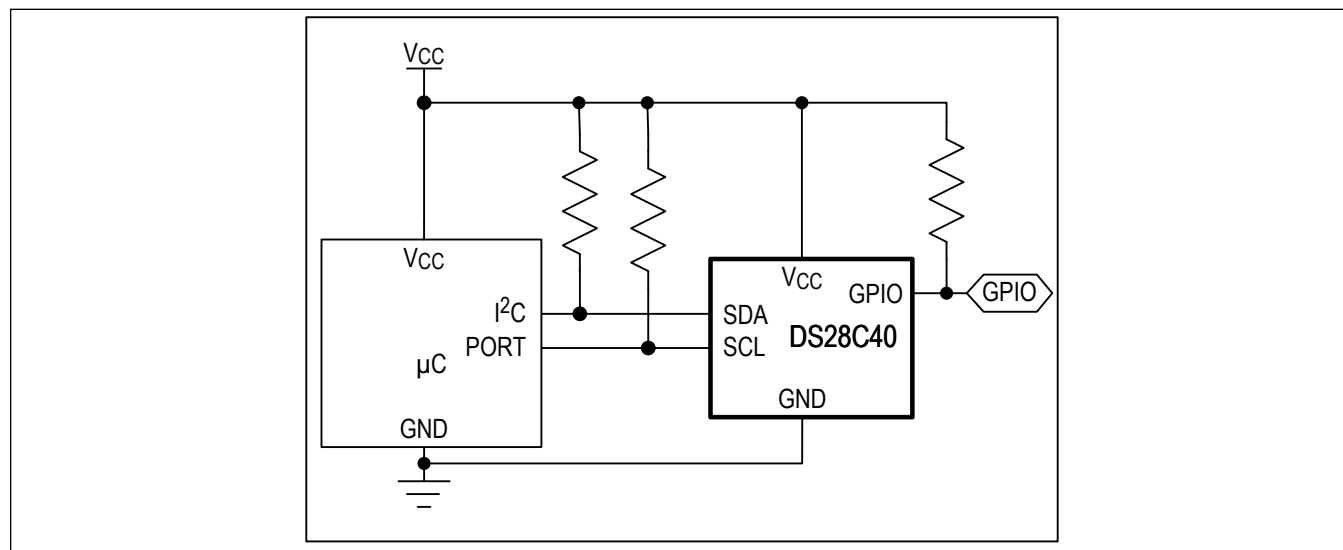 VCC
VCC
I²C
PORT
µC
GND
VCC
GPIO
SDA
DS28C40
SCL
GND
GPIO